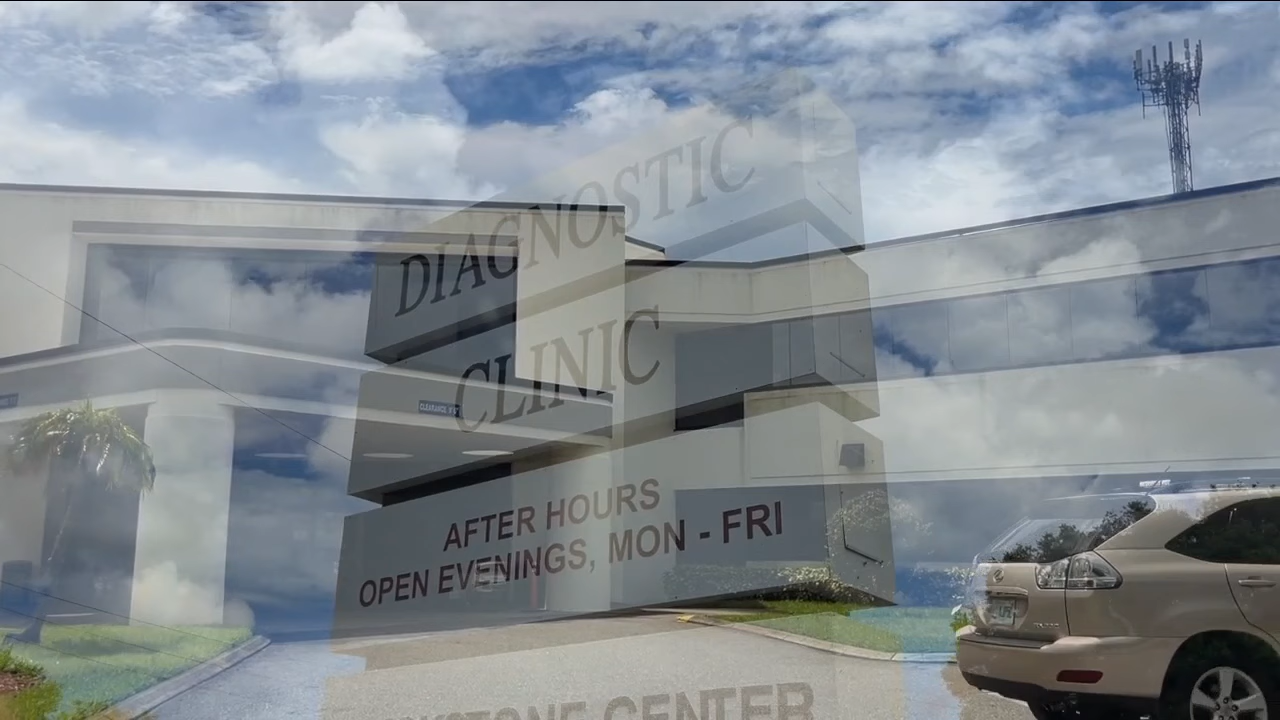 DIAGNOSTIC
CLINIC
AFTER HOURS
OPEN EVENINGS, MON - FRI
CENTER